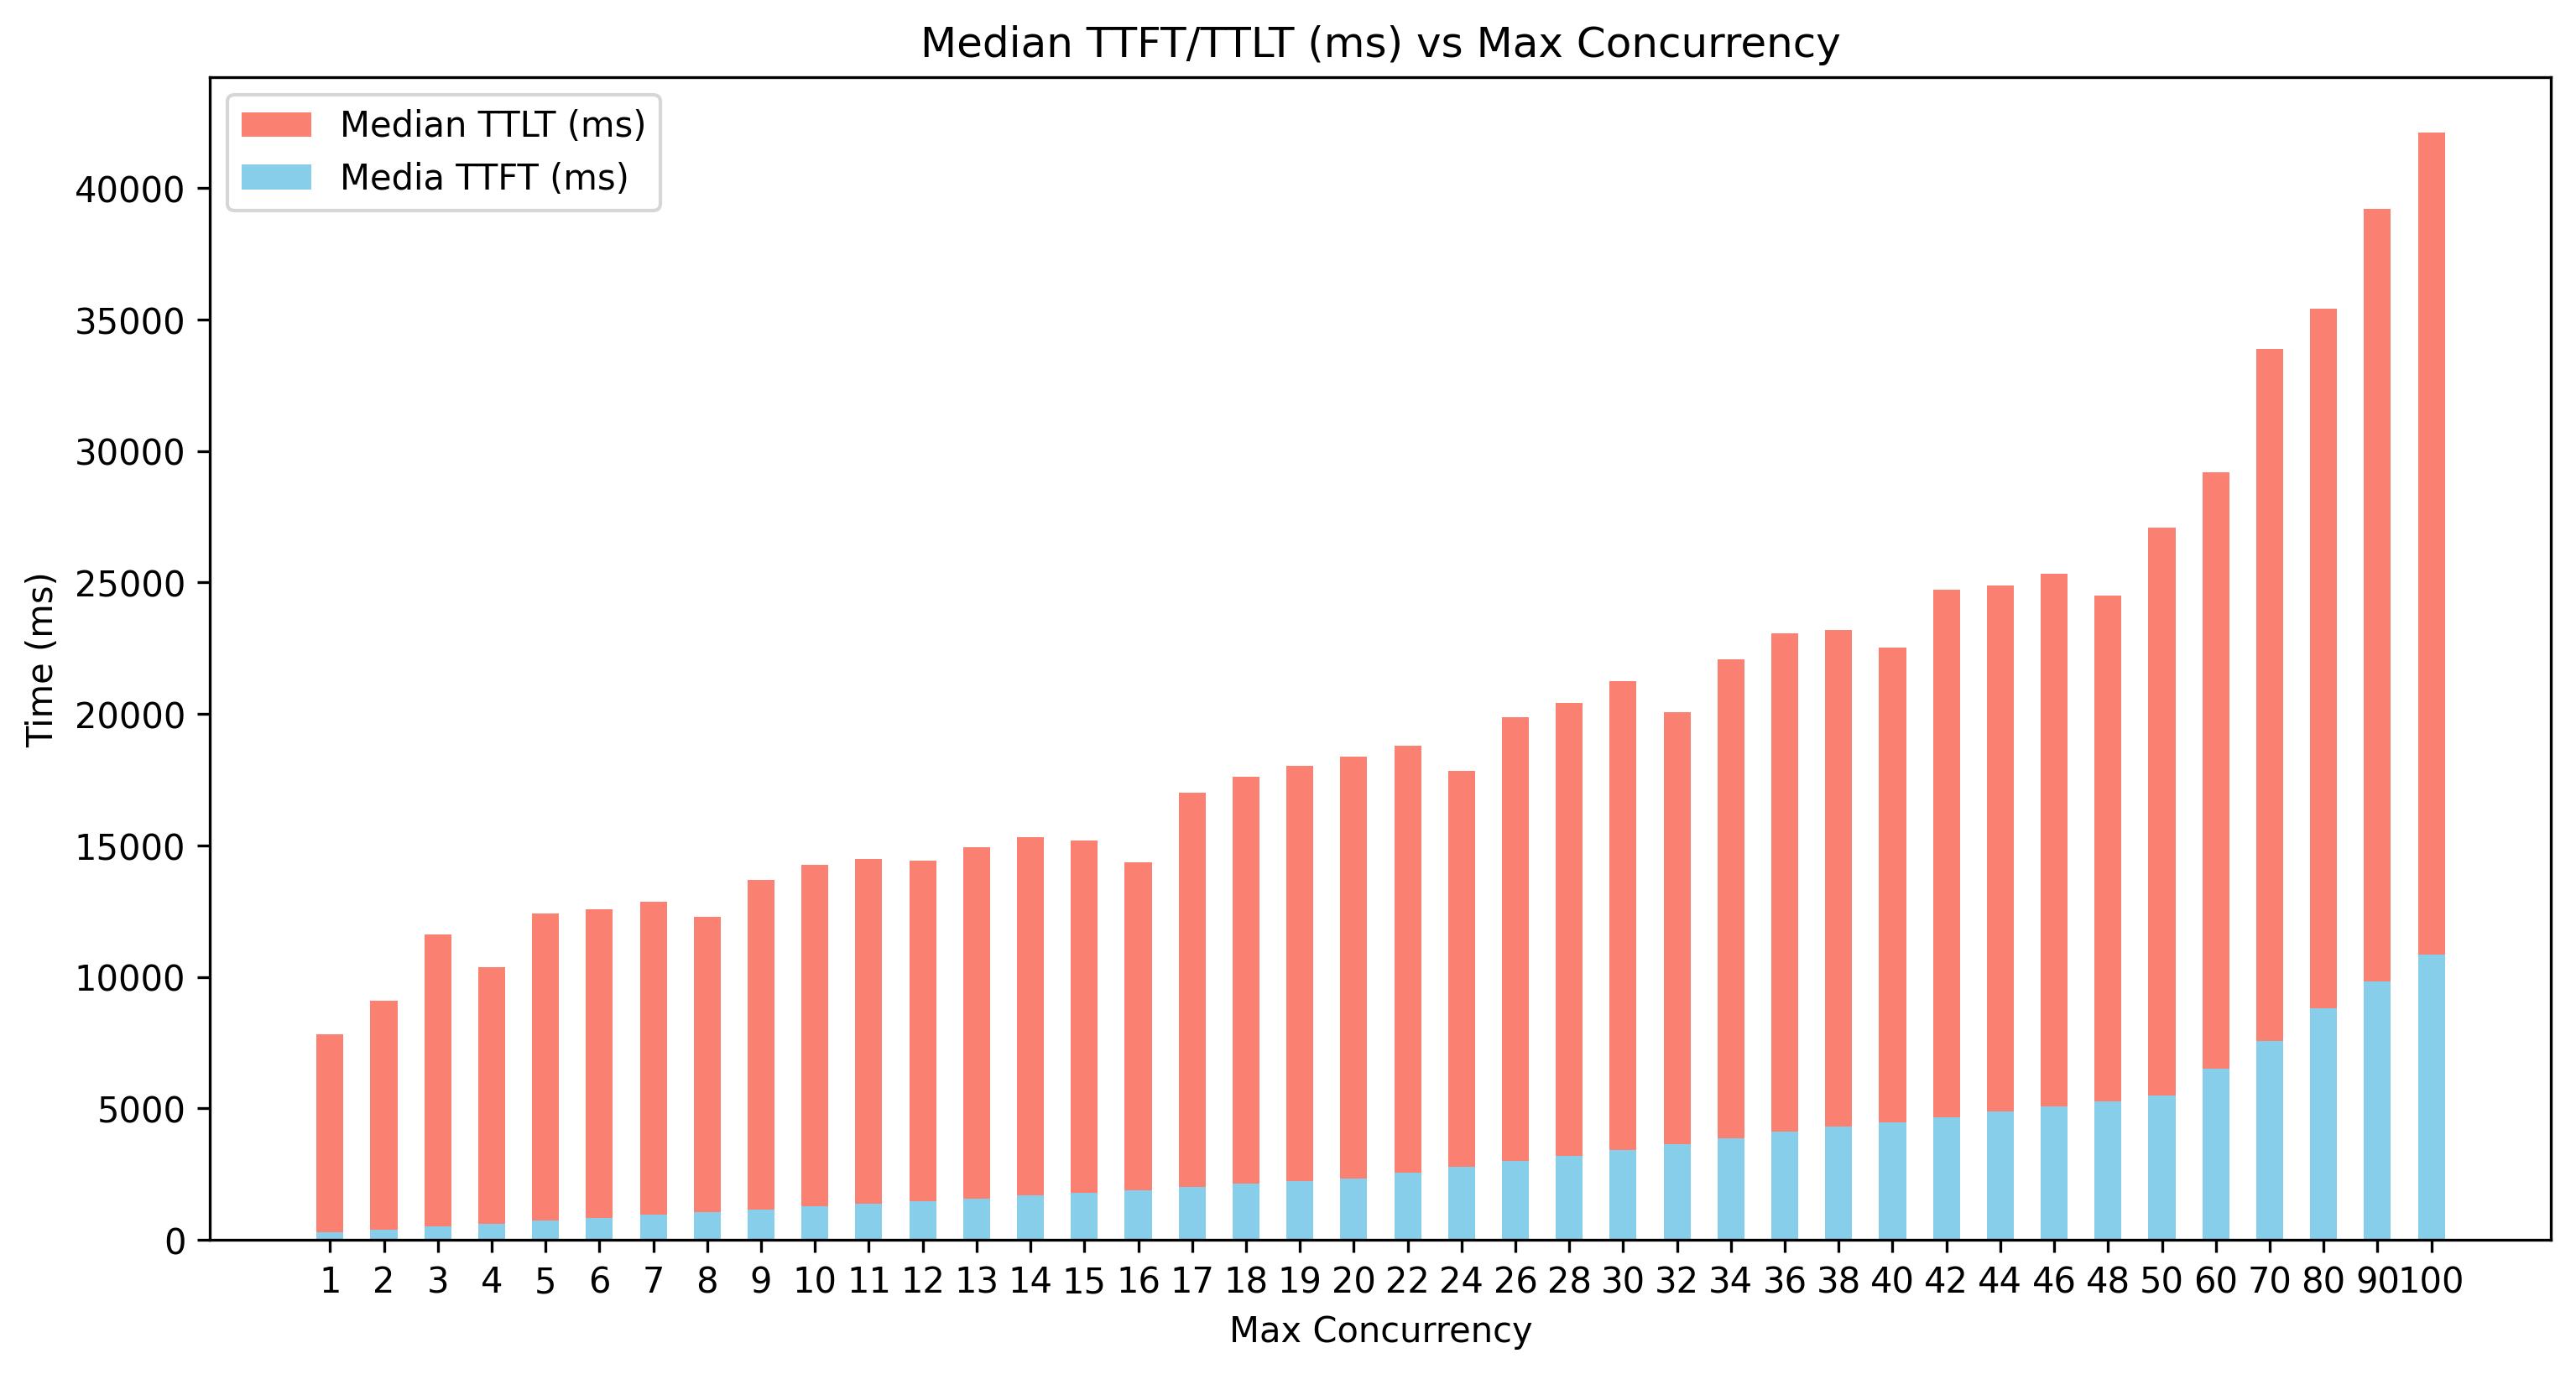 Median TTFT/TTLT (ms) vs Max Concurrency
Median TTLT (ms)
Media TTFT (ms)
40000
35000
30000
25000
20000
15000
10000
5000
0
Time (ms)
1 2 3 4 5 6 7 8 9 10 11 12 13 14 15 16 17 18 19 20 22 24 26 28 30 32 34 36 38 40 42 44 46 48 50 60 70 80 90 100
Max Concurrency